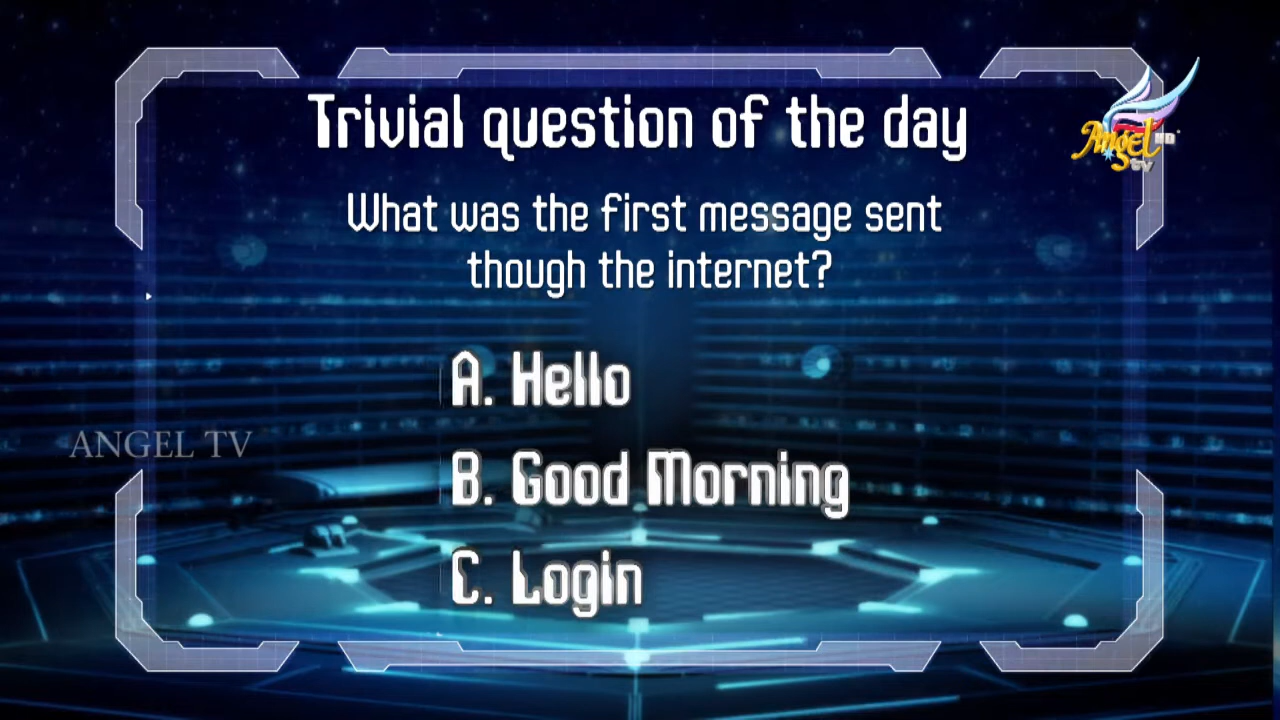 Trivial question of the day
Angel HD
tv
What was the first message sent
though the internet?
A. Hello
ANGEL TV
B. Good Morning
C. Login